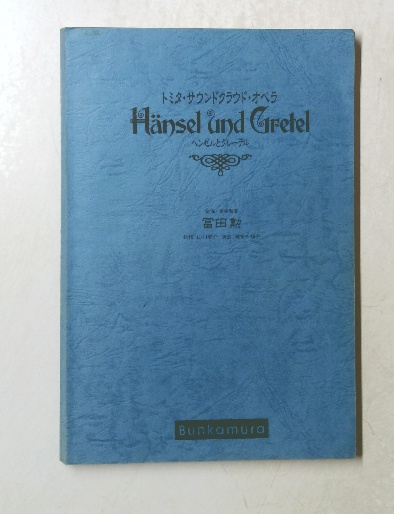 トミタ・サウンドクラウド・オペラ
Hänsel und Gretel
ヘンゼルとグレーテル
冨田勲
Bunkamura